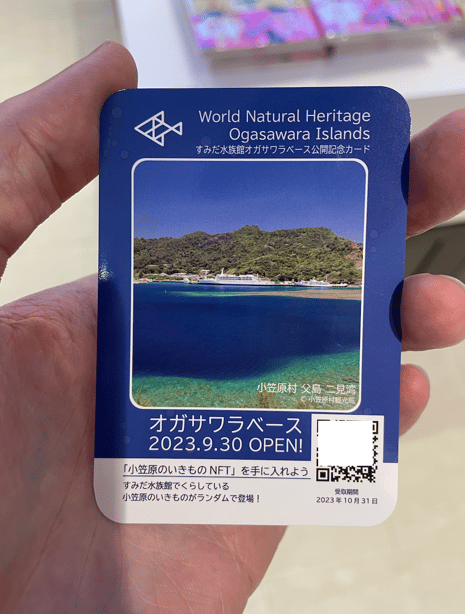 World Natural Heritage
Ogasawara Islands
すみだ水族館オガサワラベース公開記念カード
小笠原村 父島 二見湾
© 小笠原村観光局
オガサワラベース
2023.9.30 OPEN!
「小笠原のいきもの NFT」を手に入れよう
すみだ水族館でくらしている
小笠原のいきものがランダムで登場！
受取期間
2023年10月31日